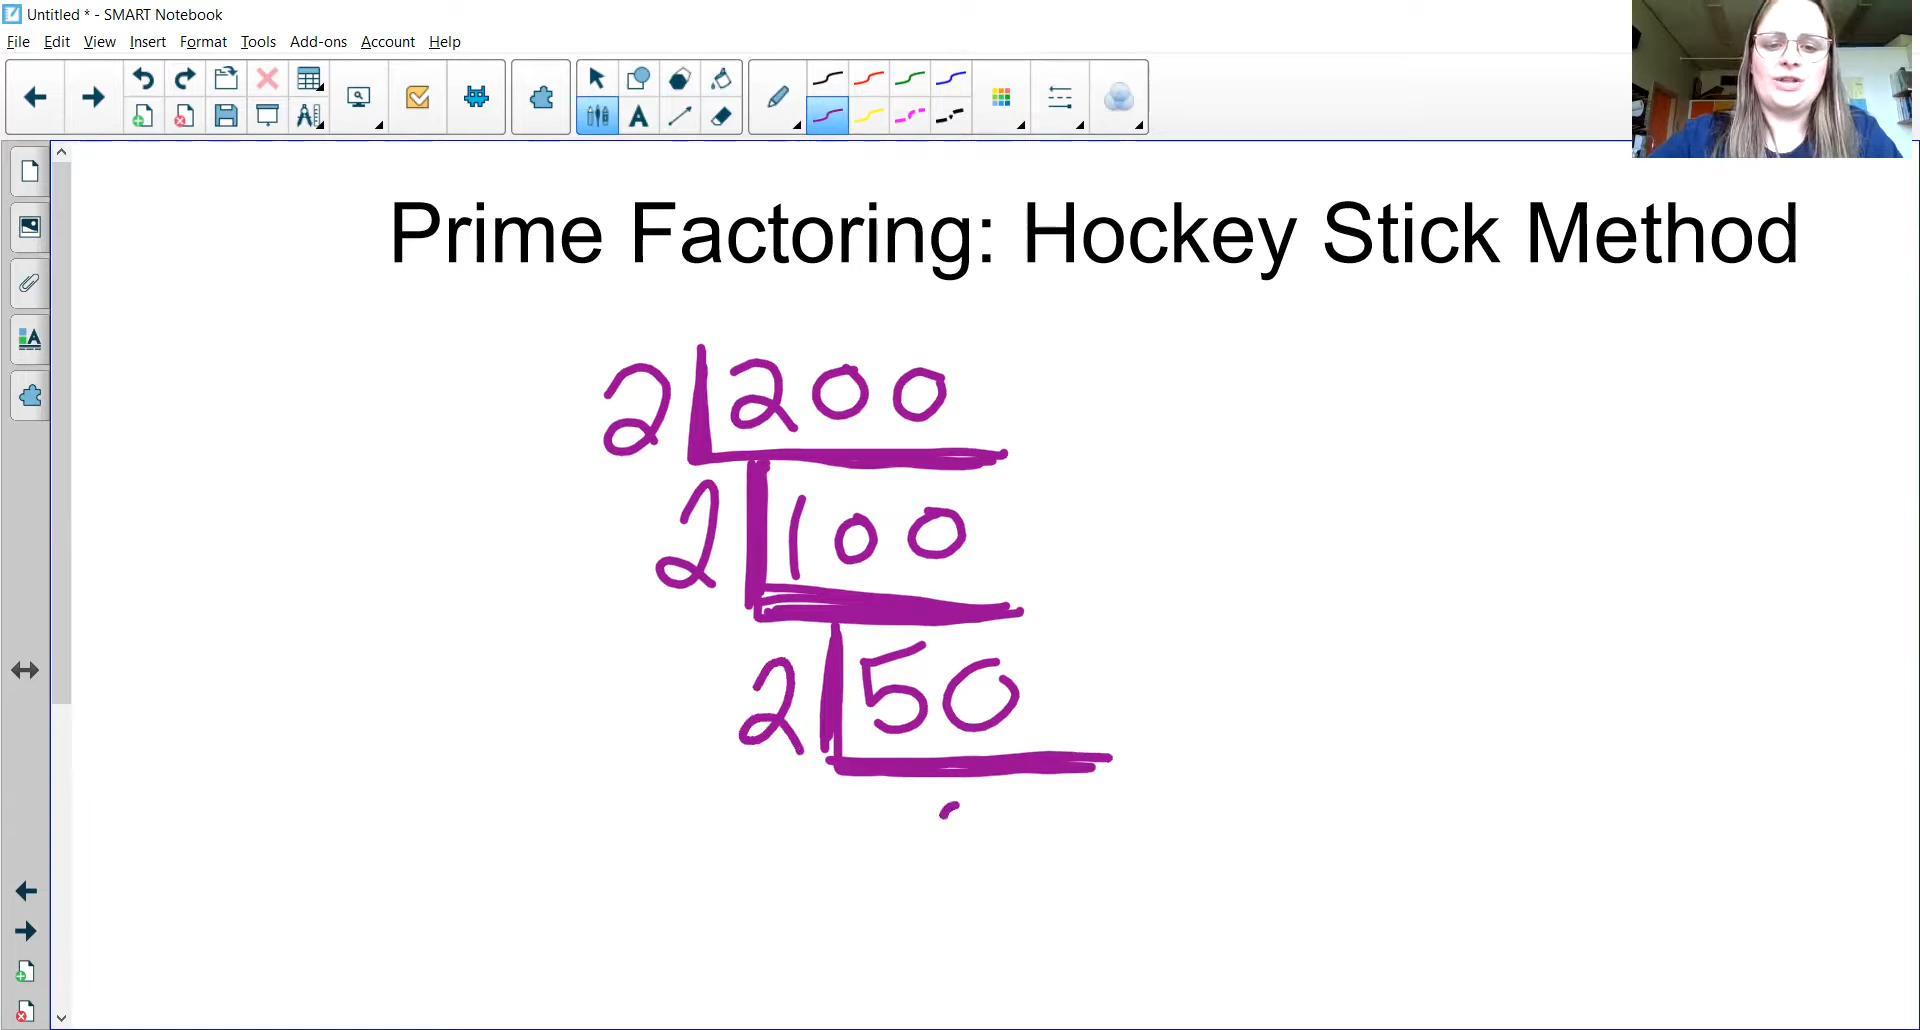 Untitled * - SMART Notebook
File Edit View Insert Format Tools Add-ons Account Help
A
A
Prime Factoring: Hockey Stick Method
2 200
2 100
2 50